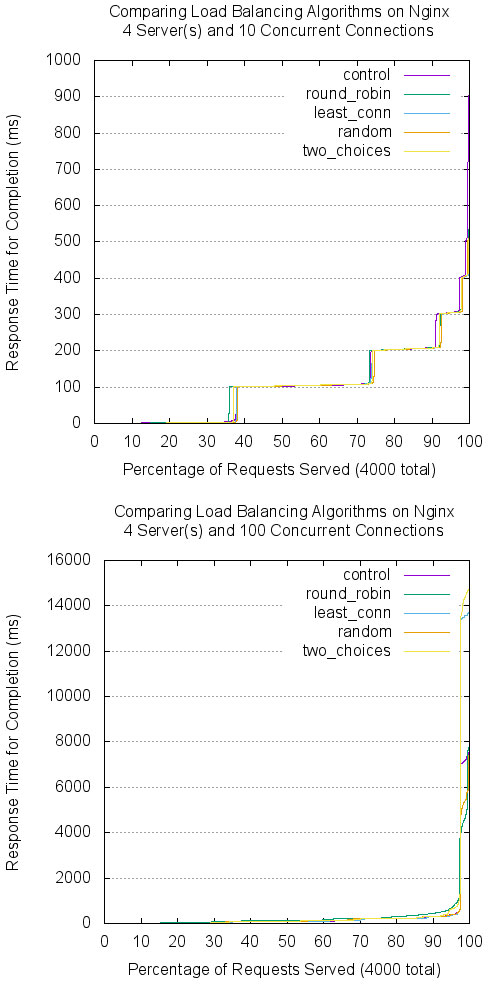 Comparing Load Balancing Algorithms on Nginx
4 Server(s) and 10 Concurrent Connections
Response Time for Completion (ms)
1000
900
800
700
600
500
400
300
200
100
0
control
round_robin
least_conn
random
two_choices
0 10 20 30 40 50 60 70 80 90 100
Percentage of Requests Served (4000 total)
Comparing Load Balancing Algorithms on Nginx
4 Server(s) and 100 Concurrent Connections
Response Time for Completion (ms)
16000
14000
12000
10000
8000
6000
4000
2000
0
control
round_robin
least_conn
random
two_choices
0 10 20 30 40 50 60 70 80 90 100
Percentage of Requests Served (4000 total)